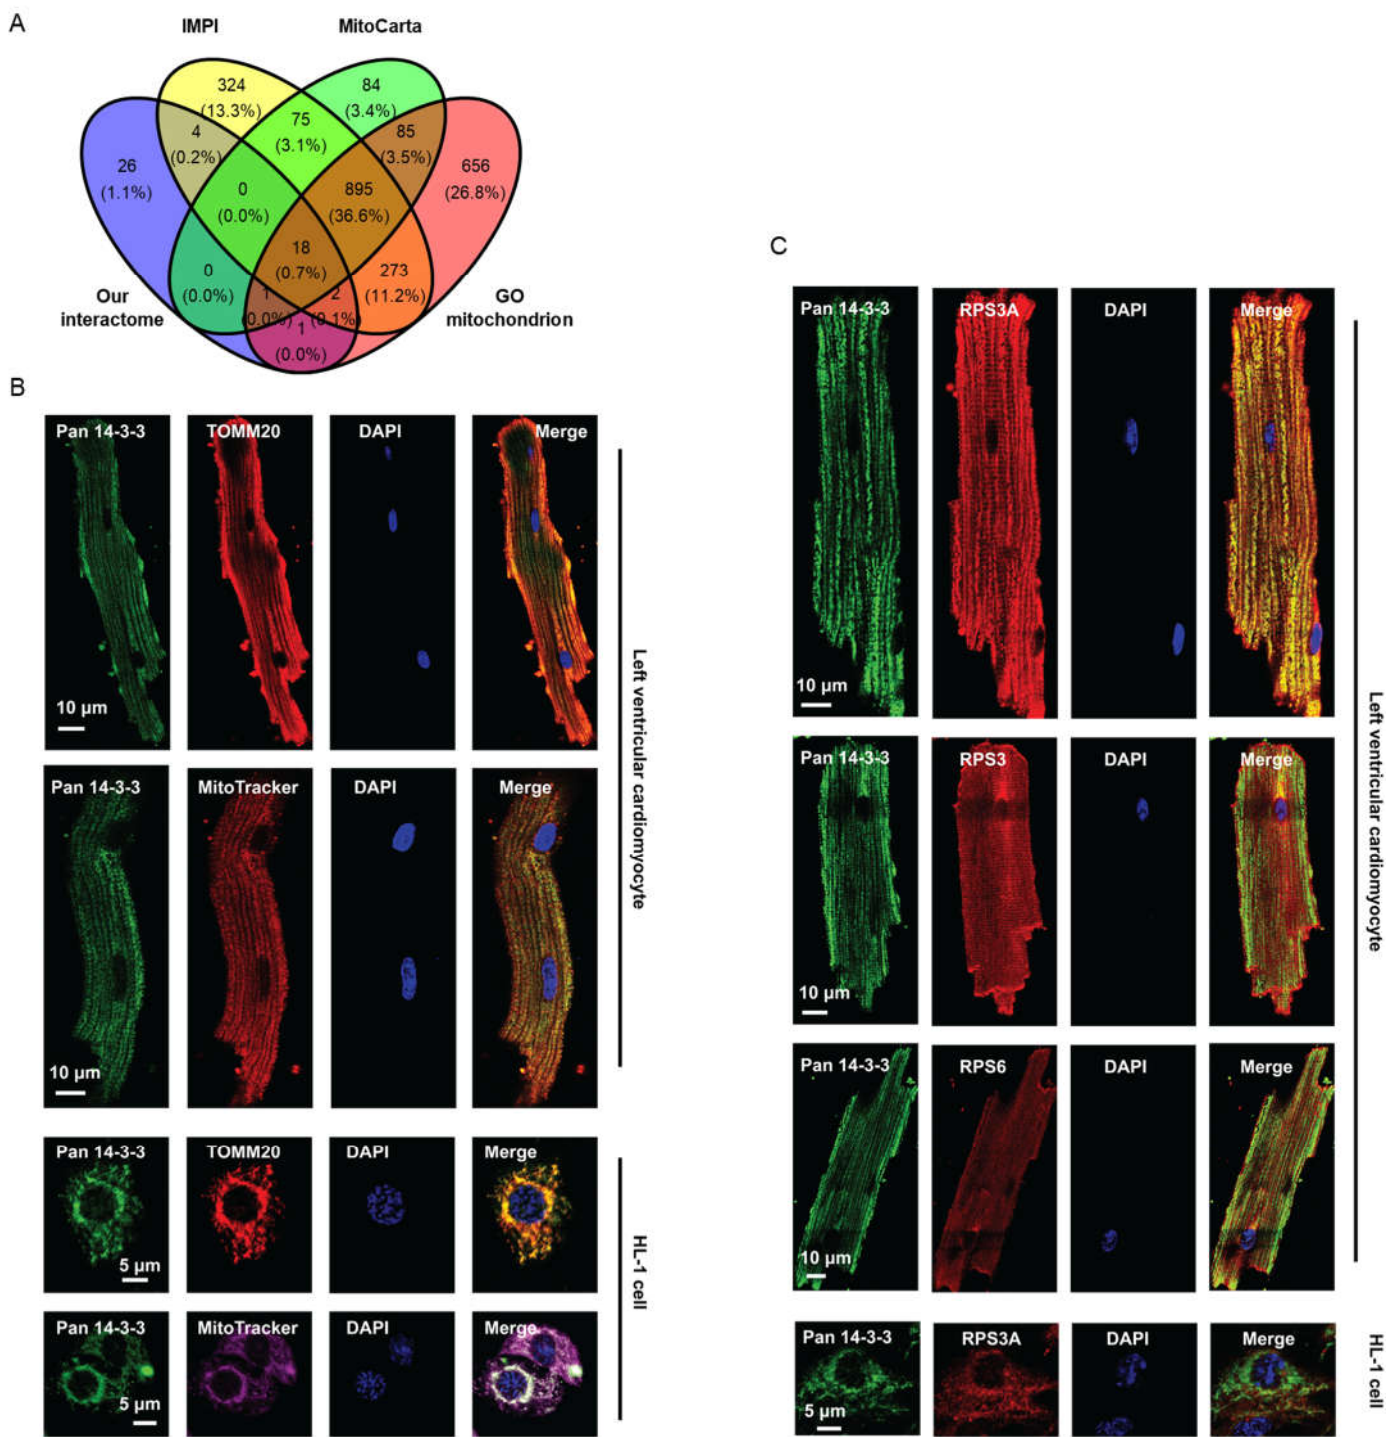 A
IMPI
MitoCarta
324
(13.3%)
84
(3.4%)
4
(0.2%)
75
(3.1%)
85
(3.5%)
26
(1.1%)
656
(26.8%)
0
(0.0%)
895
(36.6%)
18
(0.7%)
0
(0.0%)
273
(11.2%)
1
(0.0%)
2
(0.1%)
1
(0.0%)
Our
interactome
GO
mitochondrion
B
Pan 14-3-3
TOMM20
DAPI
Merge
10 µm
Pan 14-3-3
MitoTracker
DAPI
Merge
10 µm
Left ventricular cardiomyocyte
Pan 14-3-3
TOMM20
DAPI
Merge
5 µm
Pan 14-3-3
MitoTracker
DAPI
Merge
5 µm
HL-1 cell
C
Pan 14-3-3
RPS3A
DAPI
Merge
10 µm
Pan 14-3-3
RPS3
DAPI
Merge
10 µm
Pan 14-3-3
RPS6
DAPI
Merge
10 µm
Left ventricular cardiomyocyte
Pan 14-3-3
RPS3A
DAPI
Merge
5 µm
HL-1 cell